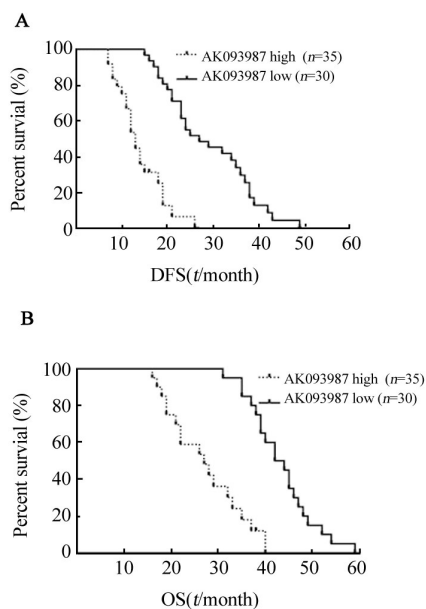 A
AK093987 high (n=35)
AK093987 low (n=30)
Percent survial (%)
100
80
60
40
20
0
10 20 30 40 50 60
DFS(t/month)
B
AK093987 high (n=35)
AK093987 low (n=30)
Percent survial (%)
100
80
60
40
20
0
10 20 30 40 50 60
OS(t/month)